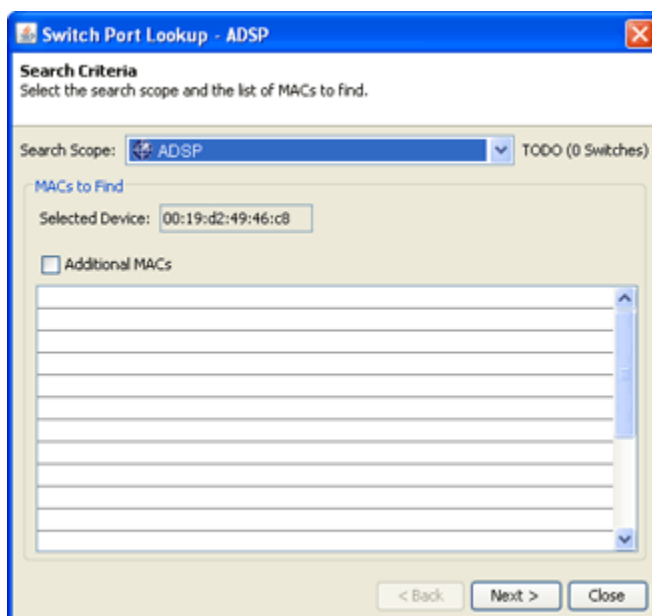 Switch Port Lookup - ADSP
Search Criteria
Select the search scope and the list of MACs to find.
Search Scope: ADSP TODO (0 Switches)
MACs to Find
Selected Device: 00:19:d2:49:46:c8
Additional MACs
< Back Next > Close